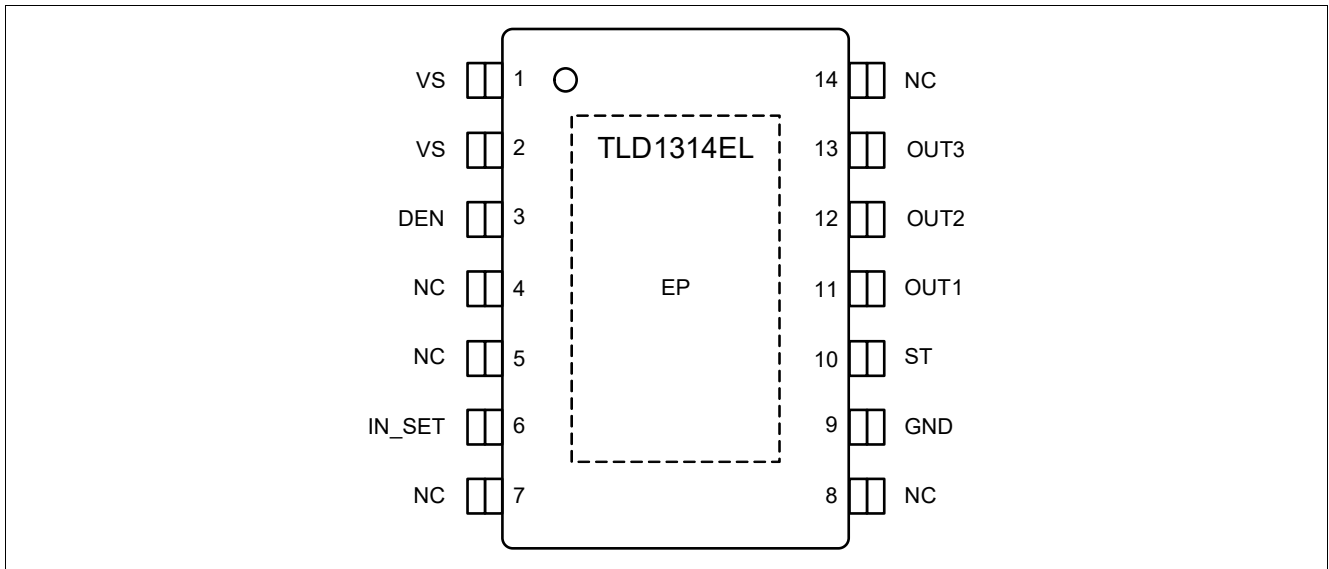 VS 1 14 NC
VS 2 TLD1314EL 13 OUT3
DEN 3 12 OUT2
NC 4 EP 11 OUT1
NC 5 10 ST
IN_SET 6 9 GND
NC 7 8 NC